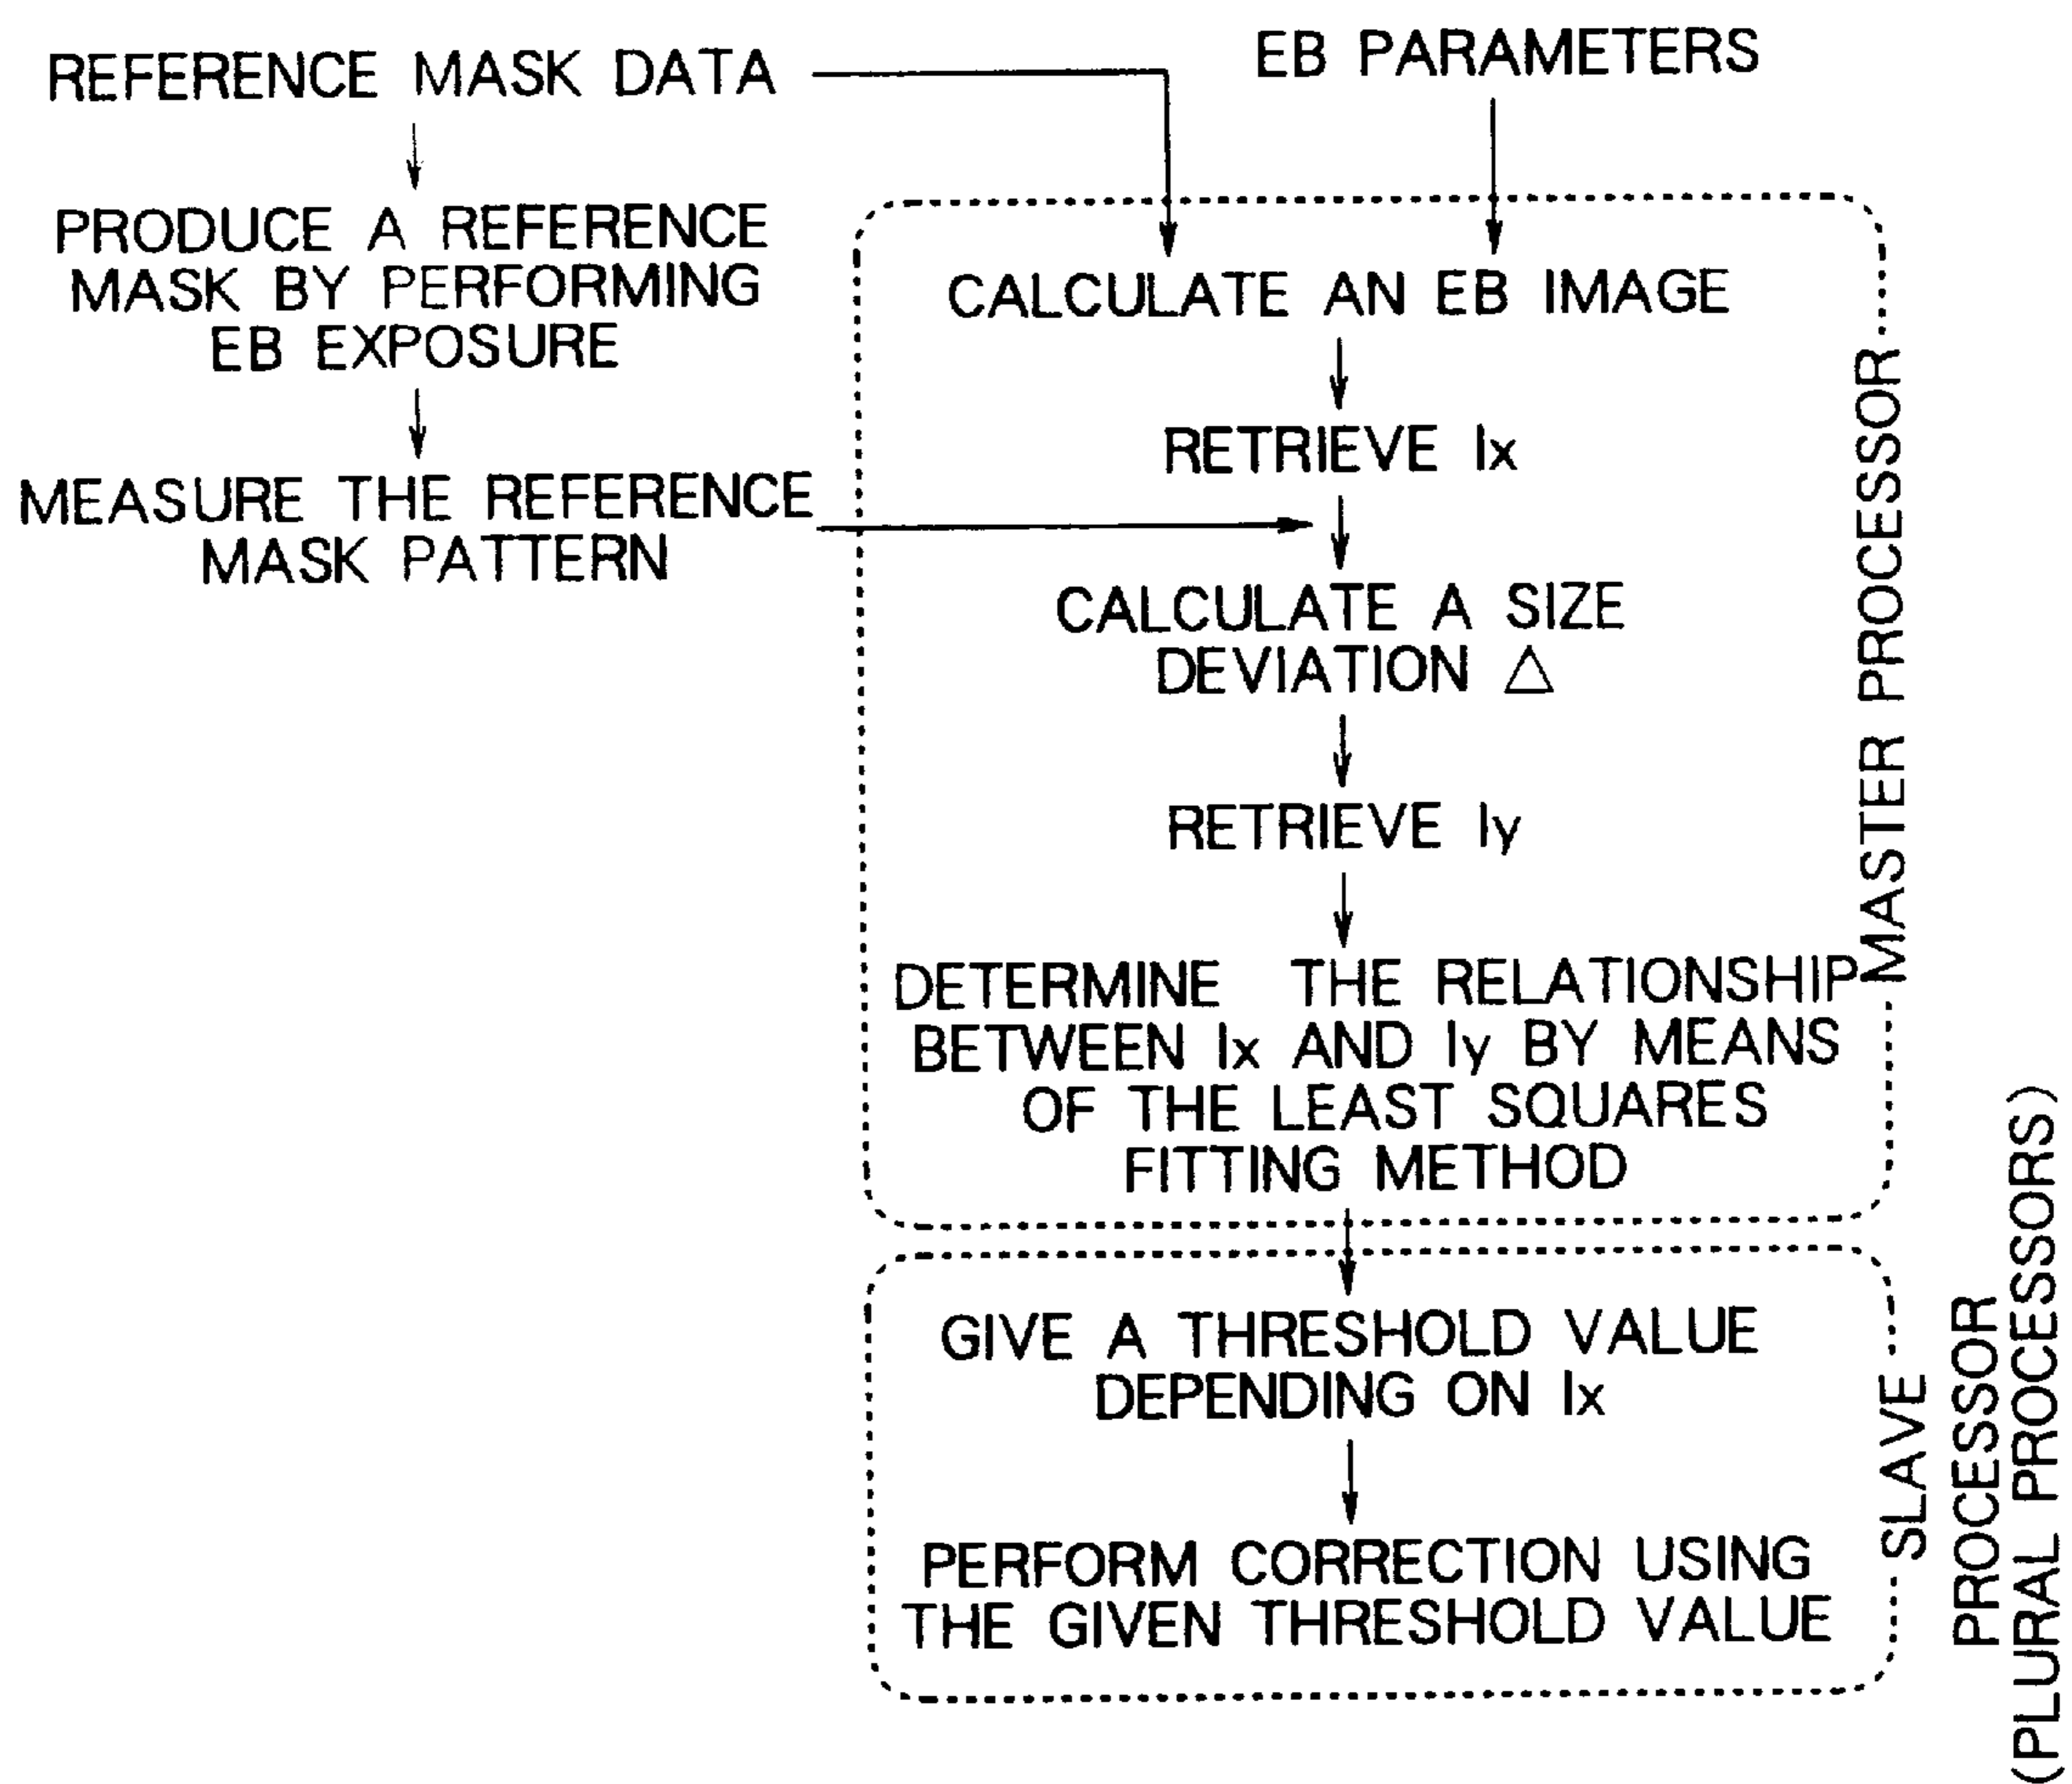 REFERENCE MASK DATA
EB PARAMETERS
PRODUCE A REFERENCE
MASK BY PERFORMING
EB EXPOSURE
MEASURE THE REFERENCE
MASK PATTERN
CALCULATE AN EB IMAGE
RETRIEVE Ix
CALCULATE A SIZE
DEVIATION △
RETRIEVE Iy
DETERMINE THE RELATIONSHIP
BETWEEN Ix AND Iy BY MEANS
OF THE LEAST SQUARES
FITTING METHOD
MASTER PROCESSOR
GIVE A THRESHOLD VALUE
DEPENDING ON Ix
PERFORM CORRECTION USING
THE GIVEN THRESHOLD VALUE
SLAVE
PROCESSOR
(PLURAL PROCESSORS)